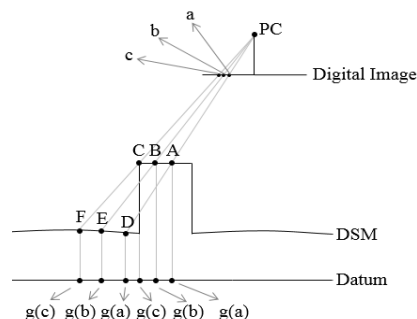 a
PC
b
c
Digital Image
C B A
F E D
DSM
Datum
g(c) g(b) g(a) g(c) g(b) g(a)